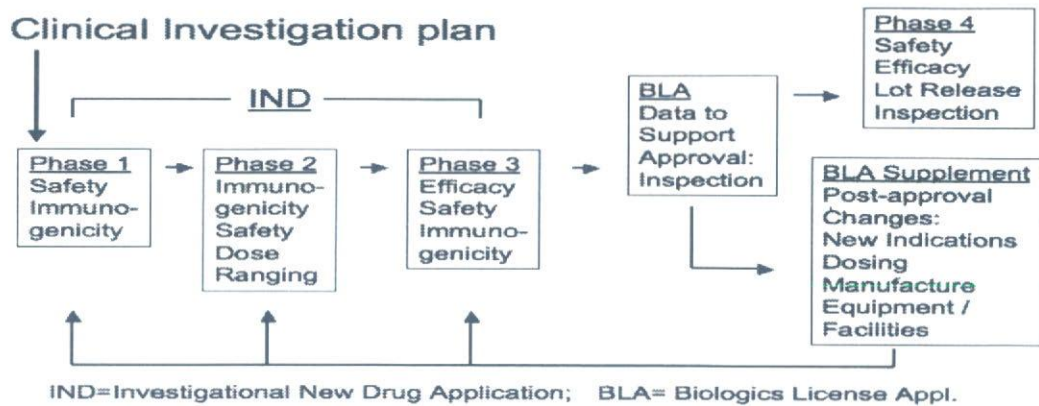 Clinical Investigation plan
IND
Phase 1
Safety
Immuno-
genicity
Phase 2
Immuno-
genicity
Safety
Dose
Ranging
Phase 3
Efficacy
Safety
Immuno-
genicity
BLA
Data to
Support
Approval:
Inspection
Phase 4
Safety
Efficacy
Lot Release
Inspection
BLA Supplement
Post-approval
Changes:
New Indications
Dosing
Manufacture
Equipment /
Facilities
IND=Investigational New Drug Application; BLA= Biologics License Appl.